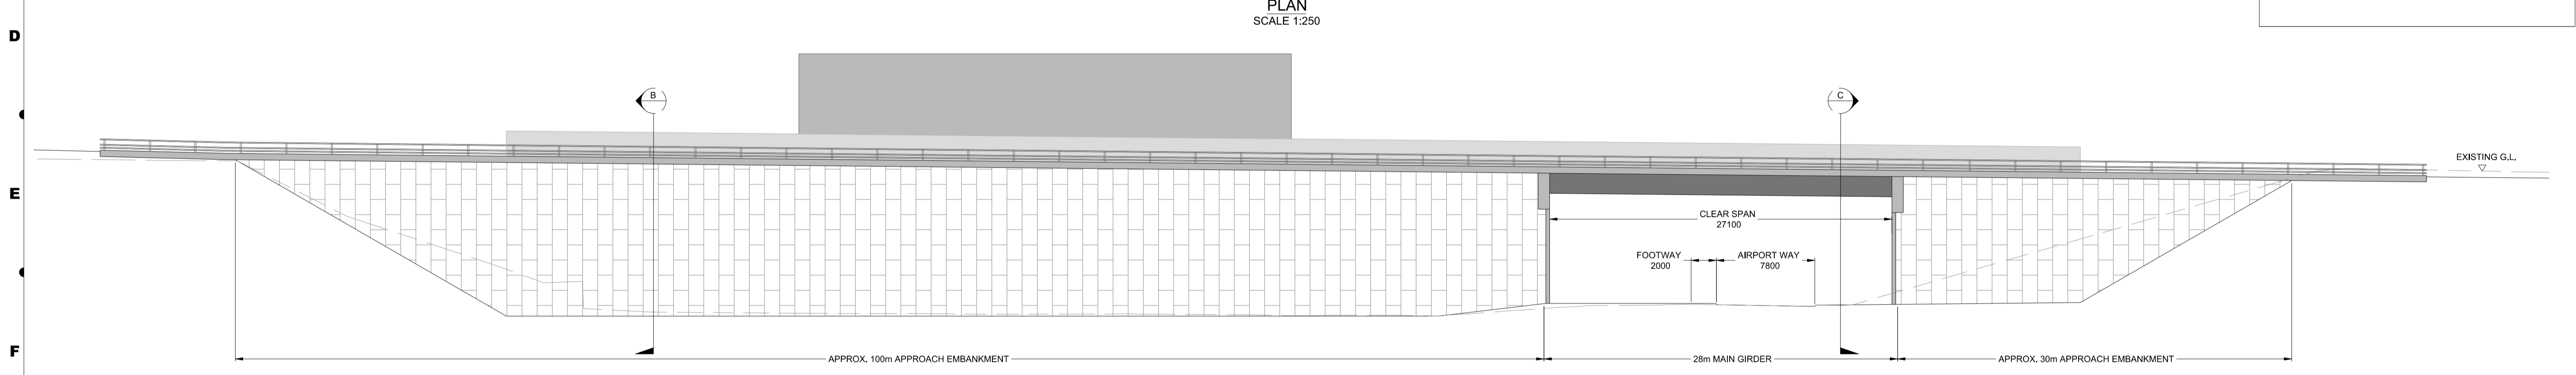 PLAN
SCALE 1:250
D
B
C
EXISTING G.L.
E
CLEAR SPAN
27100
FOOTWAY
2000
AIRPORT WAY
7800
F
APPROX. 100m APPROACH EMBANKMENT
28m MAIN GIRDER
APPROX. 30m APPROACH EMBANKMENT